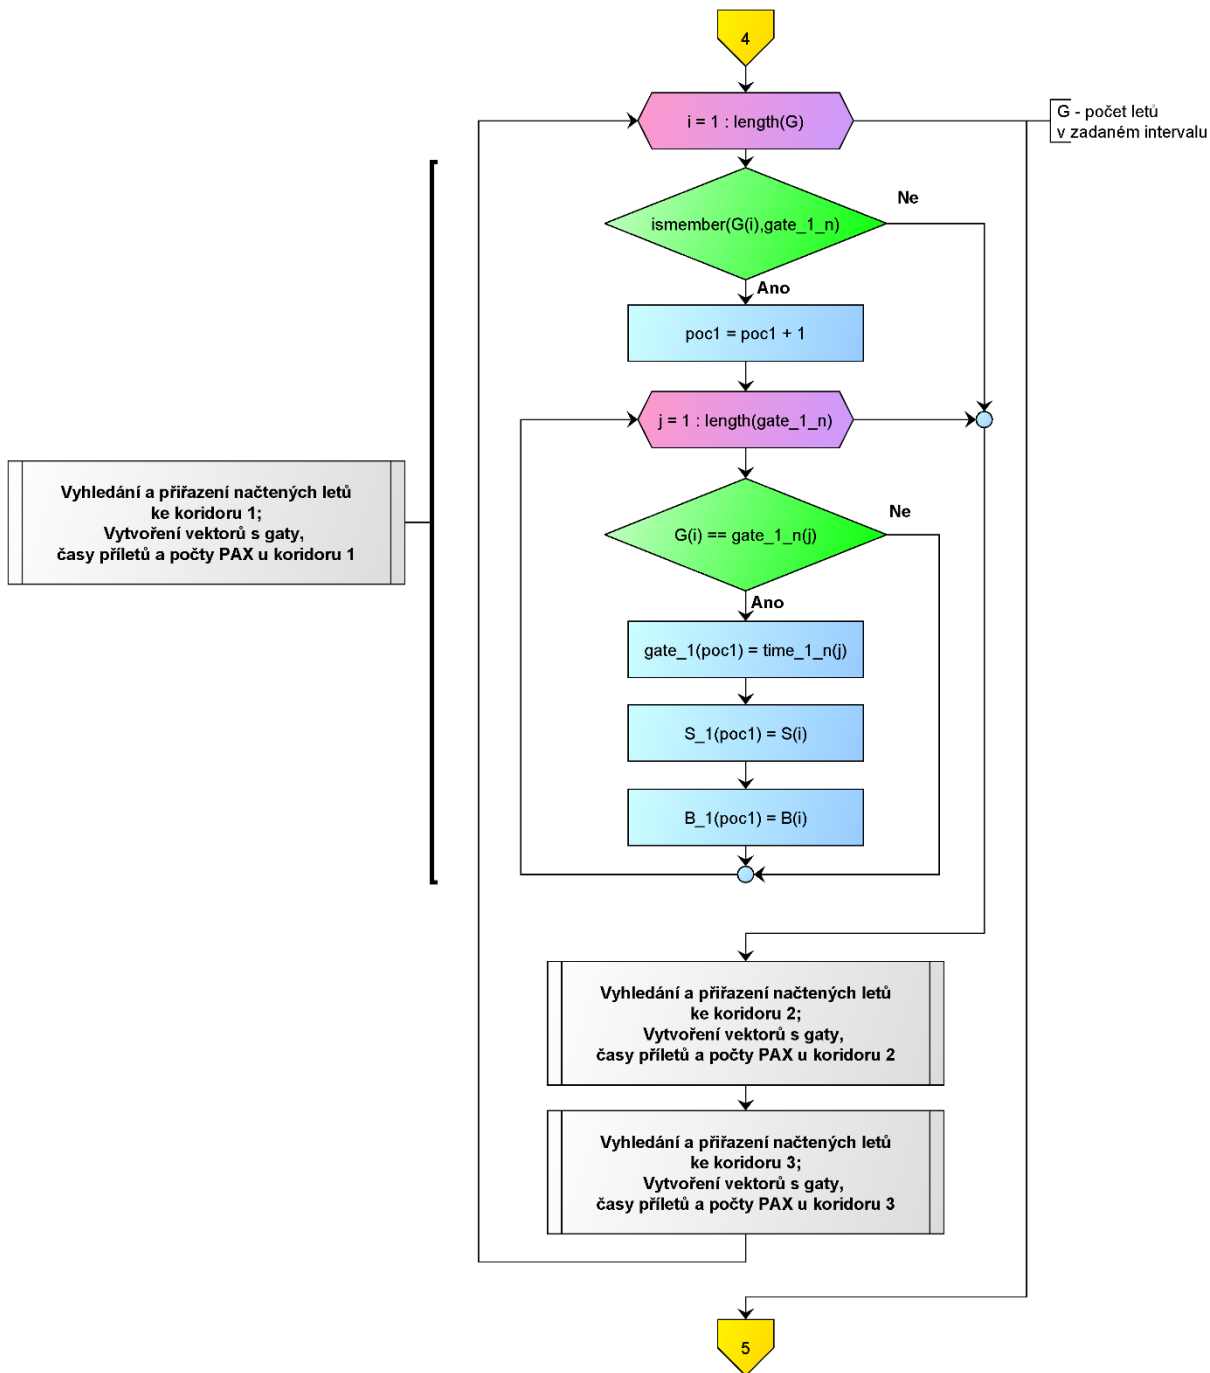 4
i = 1 : length(G)
G - počet letů
v zadaném intervalu
Ne
ismember(G(i),gate_1_n)
Ano
poc1 = poc1 + 1
j = 1 : length(gate_1_n)
Vyhledání a přiřazení načtených letů
ke koridoru 1;
Vytvoření vektorů s gaty,
časy příletů a počty PAX u koridoru 1
Ne
G(i) == gate_1_n(j)
Ano
gate_1(poc1) = time_1_n(j)
S_1(poc1) = S(i)
B_1(poc1) = B(i)
Vyhledání a přiřazení načtených letů
ke koridoru 2;
Vytvoření vektorů s gaty,
časy příletů a počty PAX u koridoru 2
Vyhledání a přiřazení načtených letů
ke koridoru 3;
Vytvoření vektorů s gaty,
časy příletů a počty PAX u koridoru 3
5